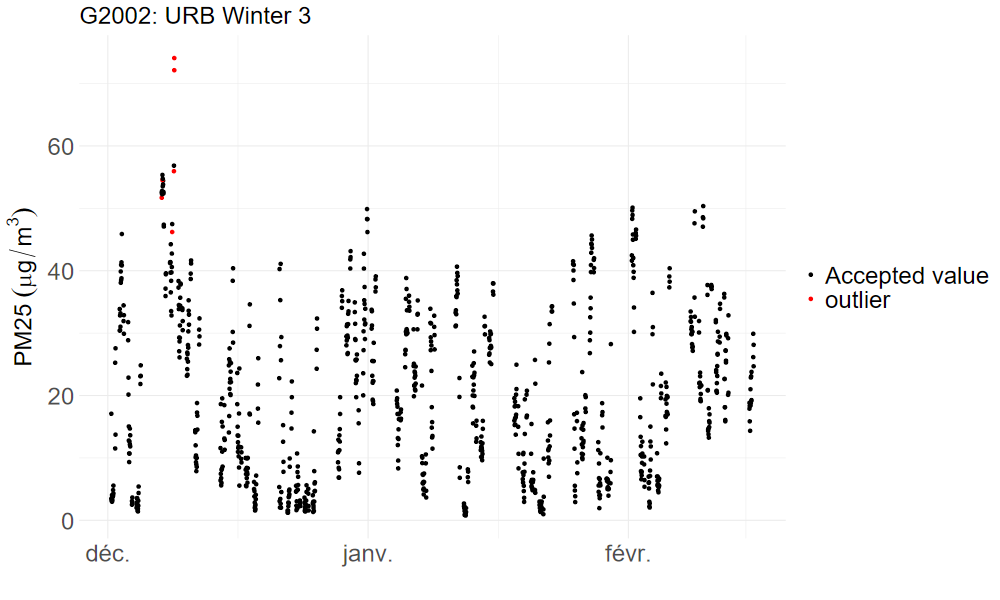 G2002: URB Winter 3
PM25 (μg/m³)
60
40
20
0
déc.
janv.
févr.
Accepted value
outlier